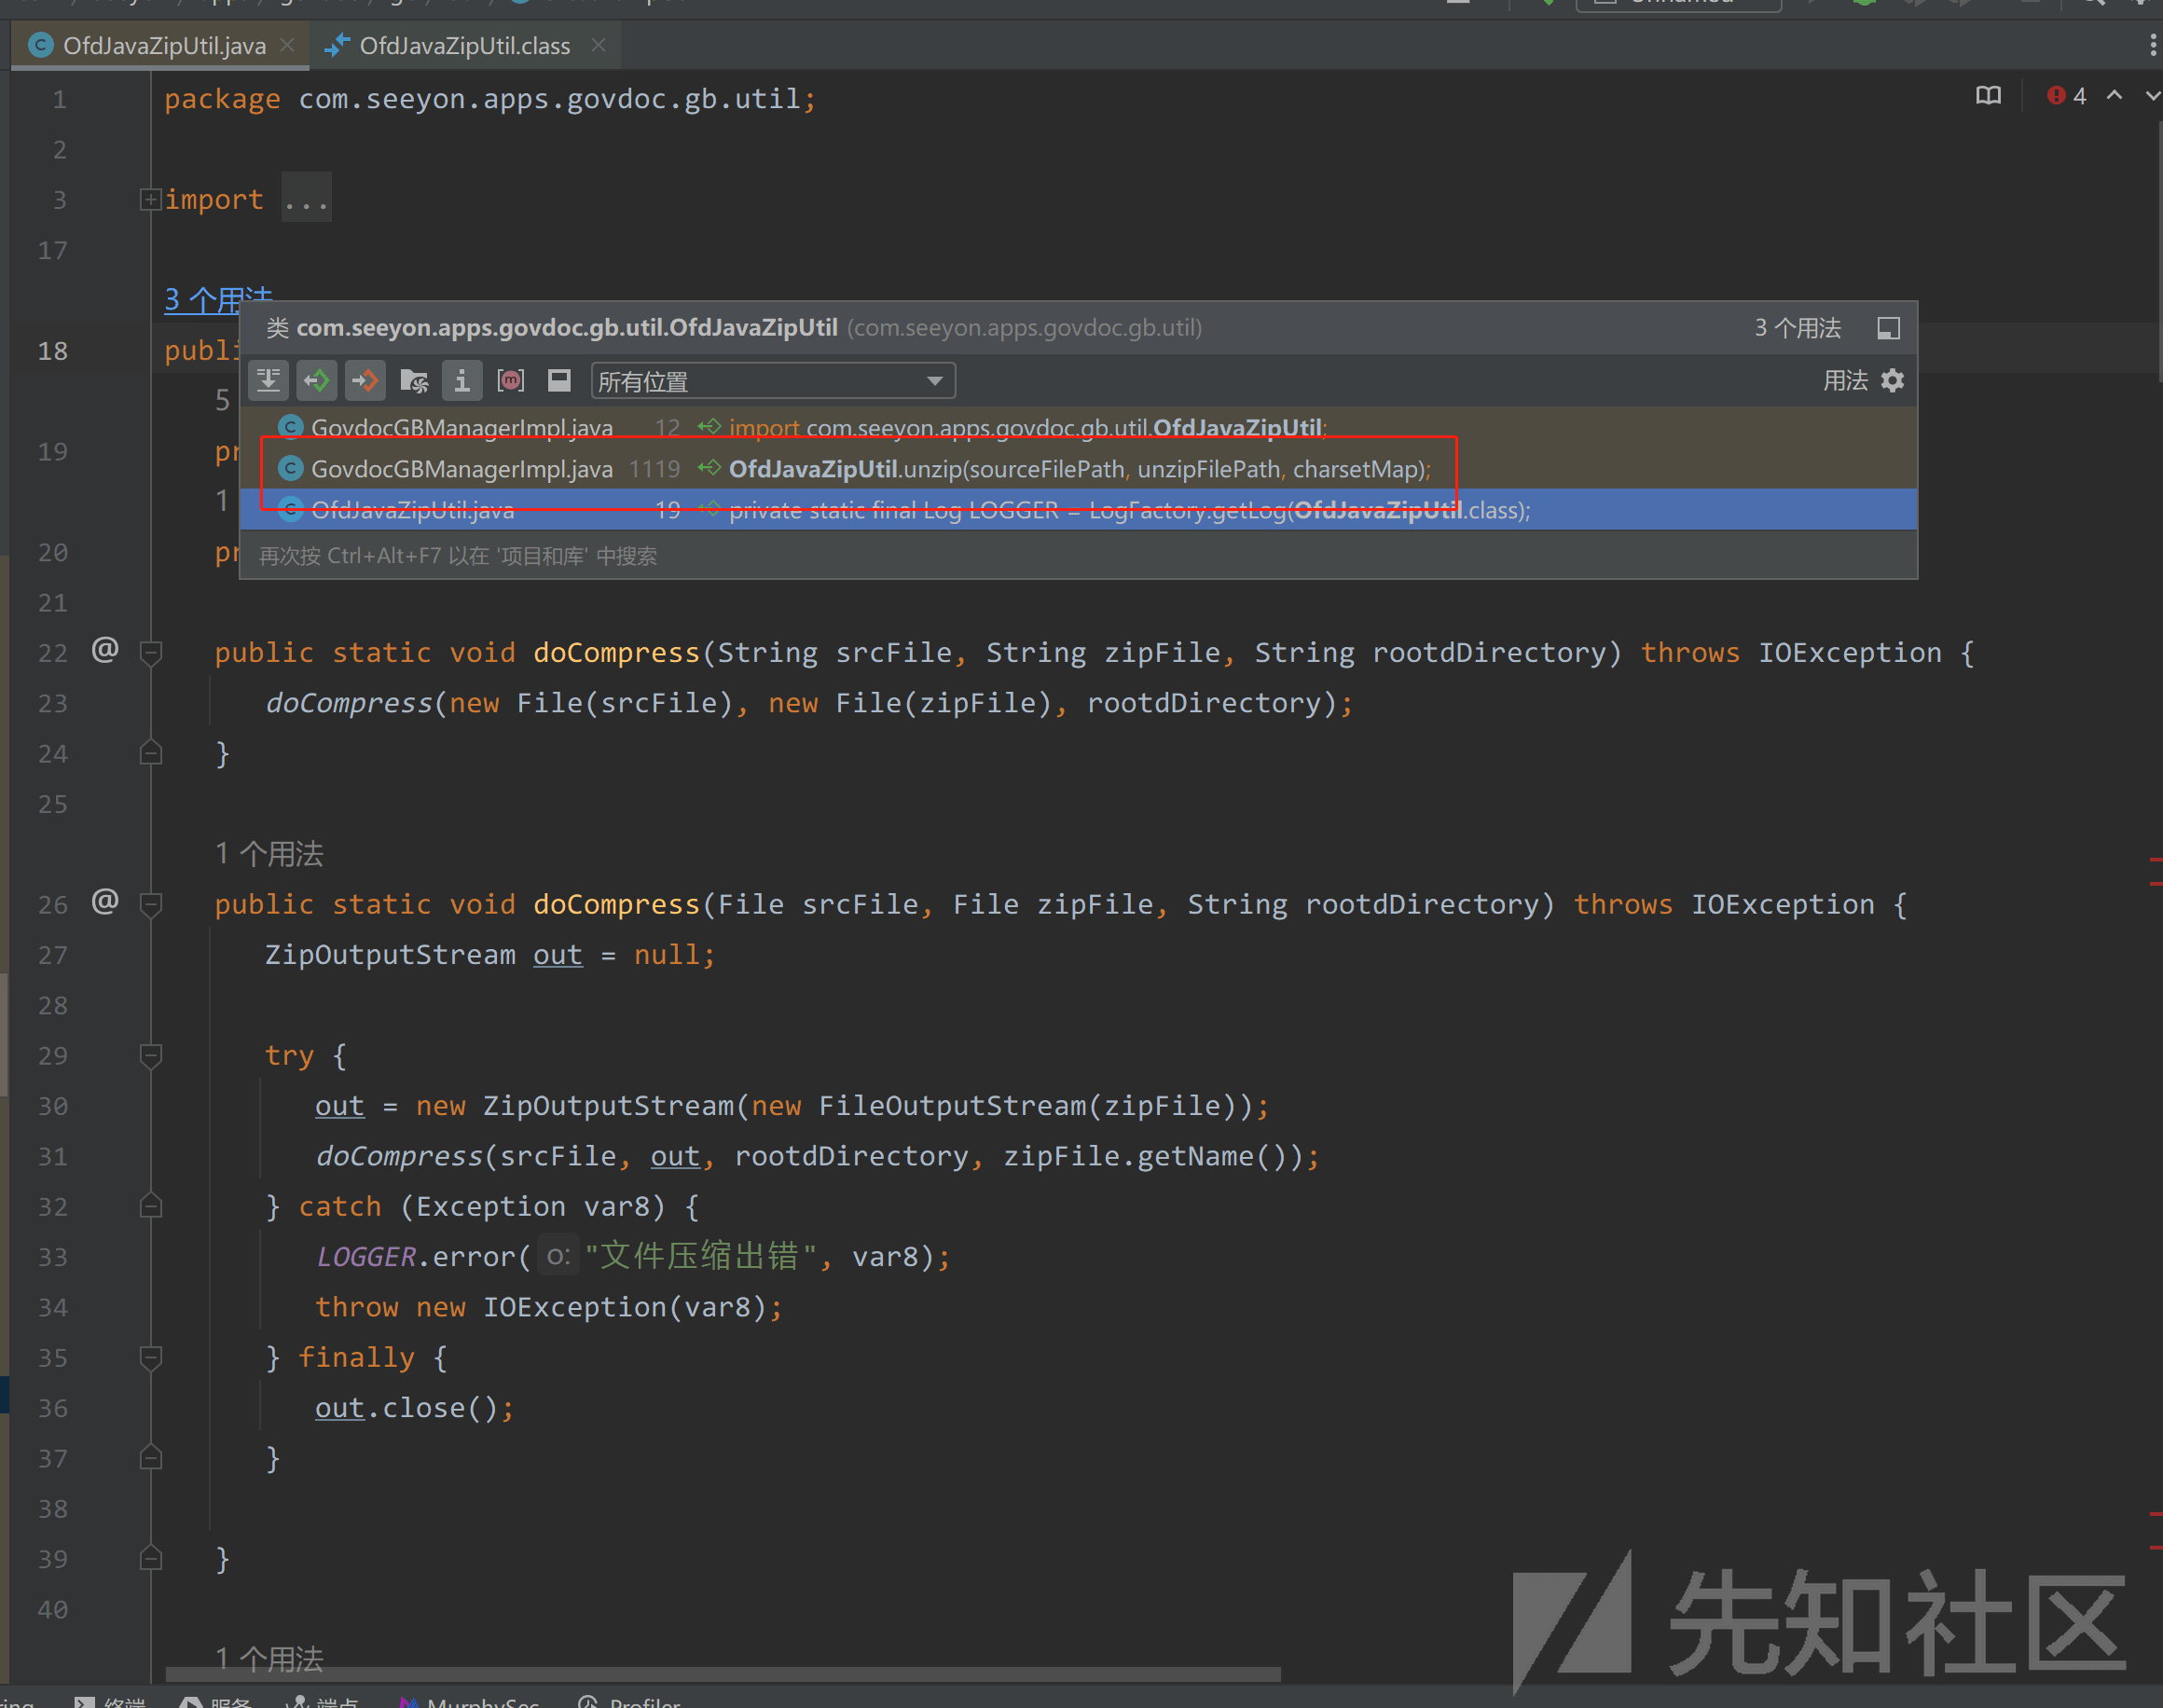 OfdJavaZipUtil.java
OfdJavaZipUtil.class
1 package com.seeyon.apps.govdoc.gb.util;
4
2
3 import ...
17
3 个用法
类 com.seeyon.apps.govdoc.gb.util.OfdJavaZipUtil (com.seeyon.apps.govdoc.gb.util) 3 个用法
18 publi
所有位置 用法
5
GovdocGBManagerImpl.java 12 import com.seeyon.apps.govdoc.gb.util.OfdJavaZipUtil;
19 pr
GovdocGBManagerImpl.java 1119 OfdJavaZipUtil.unzip(sourceFilePath, unzipFilePath, charsetMap);
1
OfdJavaZipUtil.java 19 private static final Log LOGGER = LogFactory.getLog(OfdJavaZipUtil.class);
20 pr
再次按 Ctrl+Alt+F7 以在 '项目和库' 中搜索
21
22 @ public static void doCompress(String srcFile, String zipFile, String rootdDirectory) throws IOException {
23 doCompress(new File(srcFile), new File(zipFile), rootdDirectory);
24 }
25
1 个用法
26 @ public static void doCompress(File srcFile, File zipFile, String rootdDirectory) throws IOException {
27 ZipOutputStream out = null;
28
29 try {
30 out = new ZipOutputStream(new FileOutputStream(zipFile));
31 doCompress(srcFile, out, rootdDirectory, zipFile.getName());
32 } catch (Exception var8) {
33 LOGGER.error( o: "文件压缩出错", var8);
34 throw new IOException(var8);
35 } finally {
36 out.close();
37 }
38
39 }
40
1 个用法
先知社区
终端 服务 端点 MurphySec Profiler